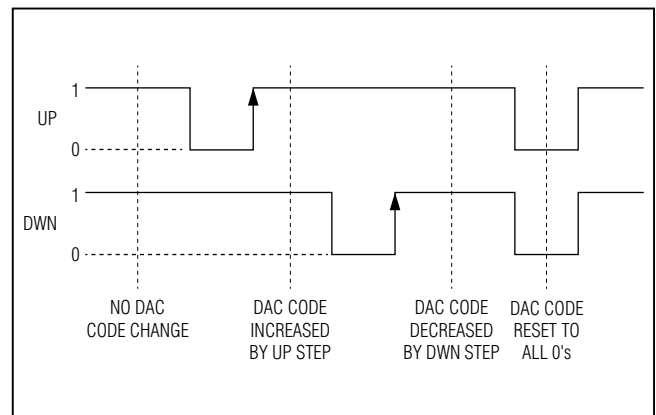 1
UP
0
1
DWN
0
NO DAC
CODE CHANGE
DAC CODE
INCREASED
BY UP STEP
DAC CODE
DECREASED
BY DWN STEP
DAC CODE
RESET TO
ALL 0's